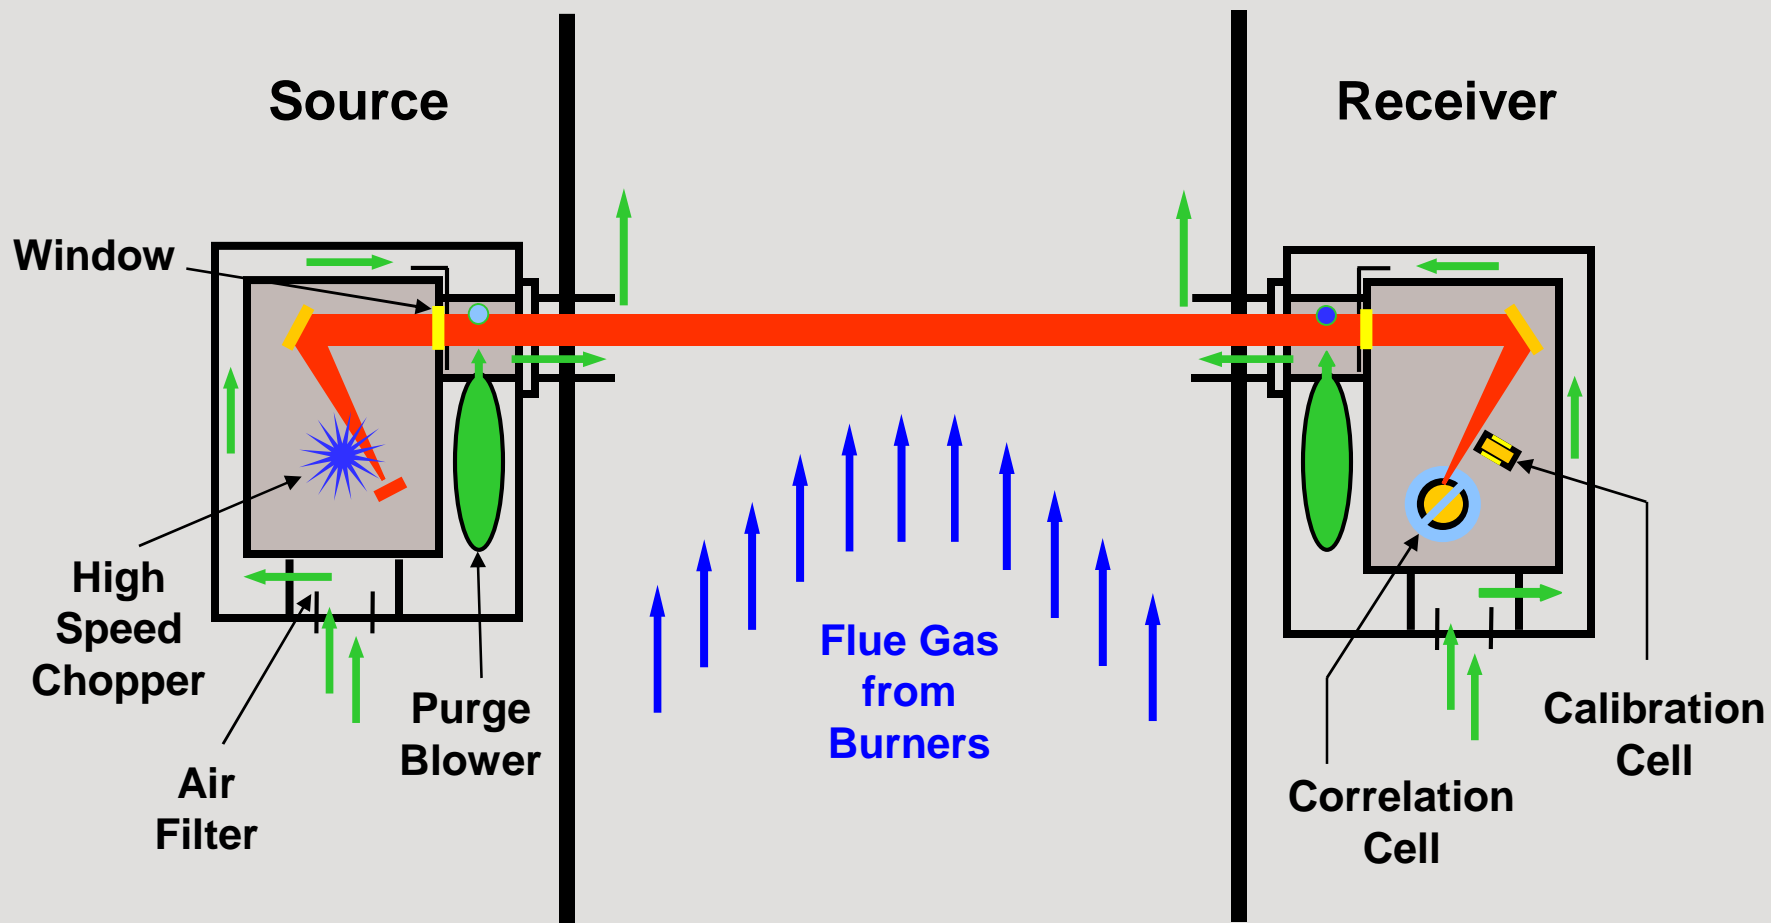 Source
Receiver
Window
High
Speed
Chopper
Air
Filter
Purge
Blower
Flue Gas
from
Burners
Correlation
Cell
Calibration
Cell